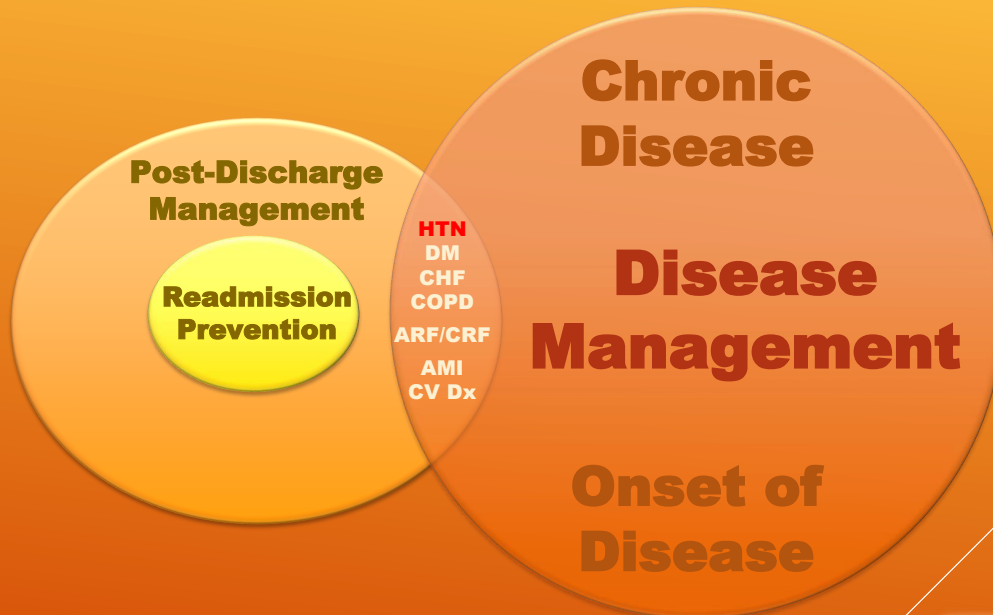 Post-Discharge
Management
Readmission
Prevention
HTN
DM
CHF
COPD
ARF/CRF
AMI
CV Dx
Chronic
Disease
Disease
Management
Onset of
Disease